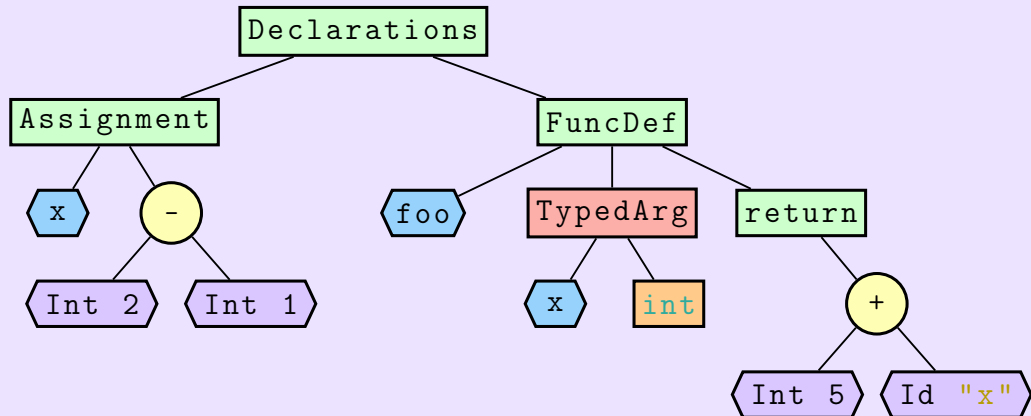 Declarations
Assignment FuncDef
x - foo TypedArg return
Int 2 Int 1 x int +
Int 5 Id "x"